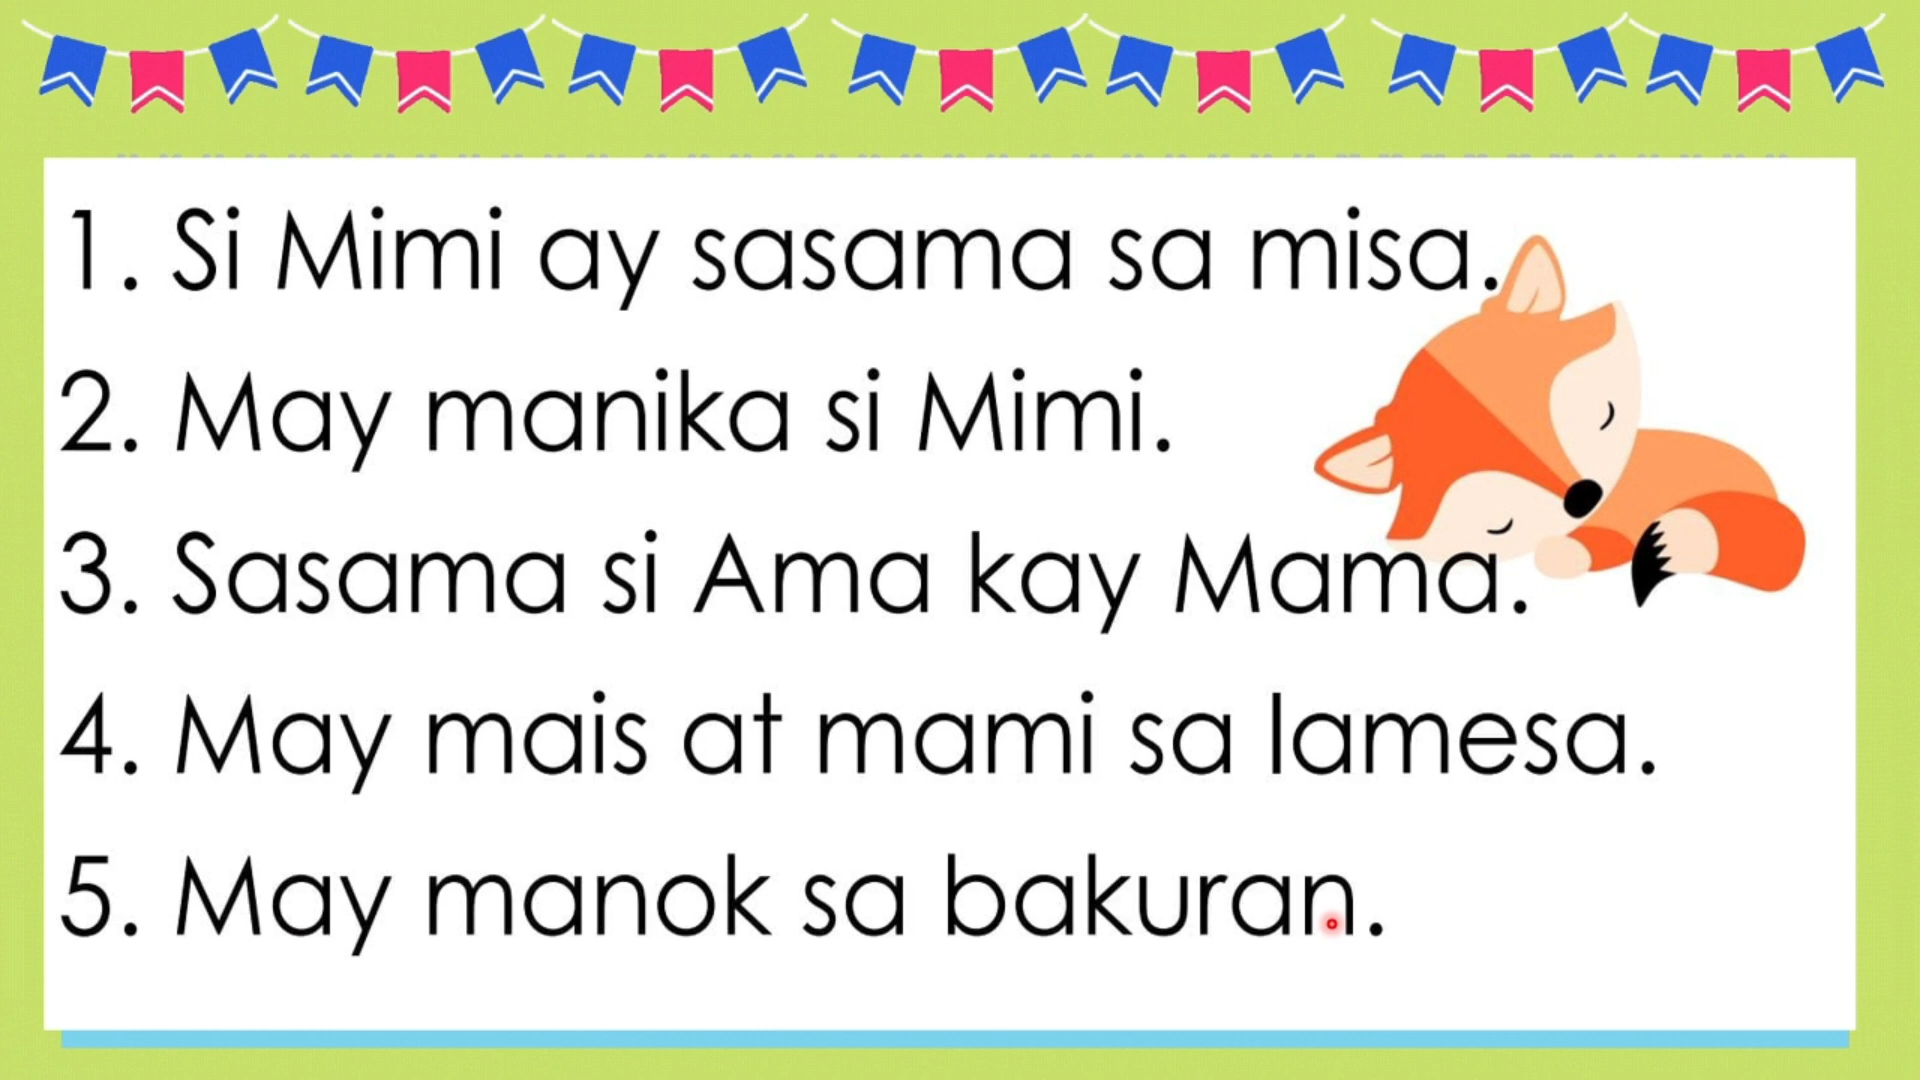 1. Si Mimi ay sasama sa misa.
2. May manika si Mimi.
3. Sasama si Ama kay Mama.
4. May mais at mami sa lamesa.
5. May manok sa bakuran.